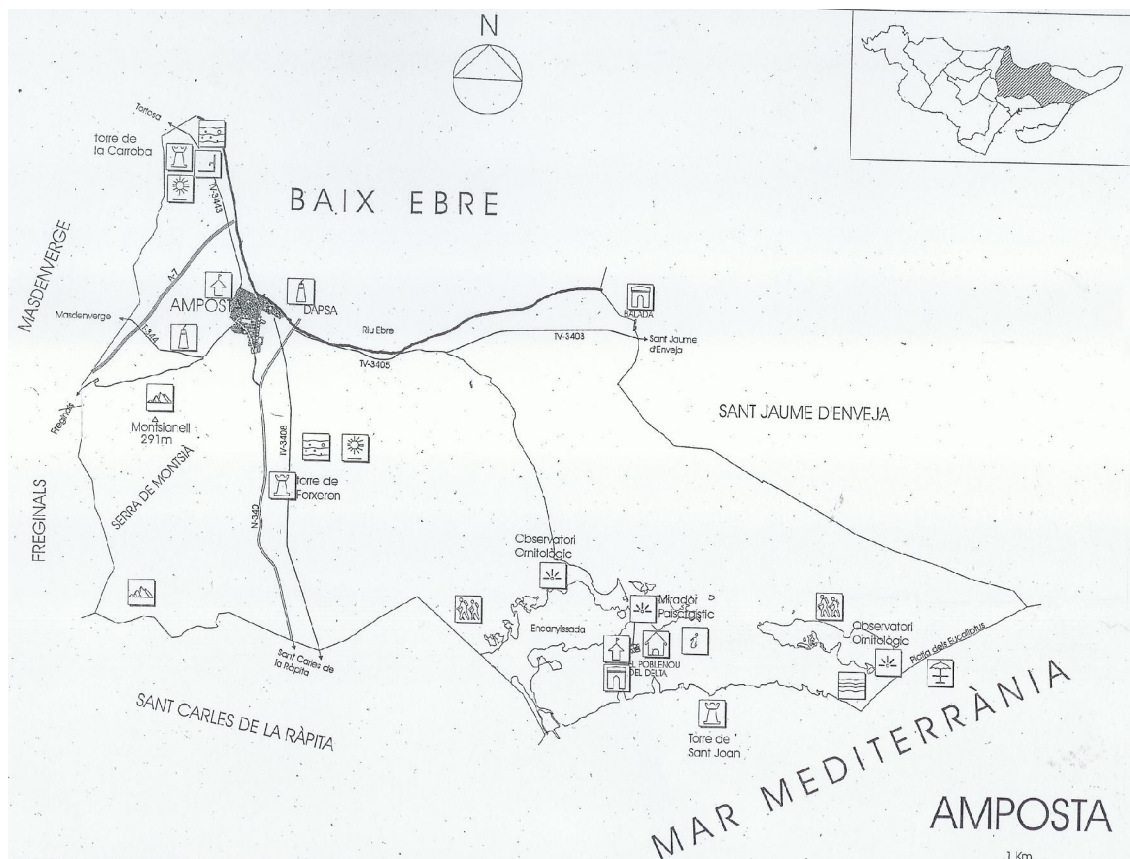 N
Tortosa
torre de
la Carroba
BAIX EBRE
MASDENVERGE
A-7
AMPOSTA
DAPSA
Masdenverge
T-344
Riu Ebre
BALADA
TV-3403
Sant Jaume
d'Enveja
TV-3405
Freginals
Montsianell
291m
SANT JAUME D'ENVEJA
TV-3408
SERRA DE MONTSIÀ
torre de
Forxeron
N-340
FREGINALS
Observatori
Ornitològic
Mirador
Paisatgístic
Encanyissada
Observatori
Ornitològic
i
Platja dels Eucaliptus
EL POBLENOU
DEL DELTA
Sant Carles de
la Ràpita
SANT CARLES DE LA RÀPITA
Torre de
Sant Joan
MAR MEDITERRÀNIA
AMPOSTA
1 Km